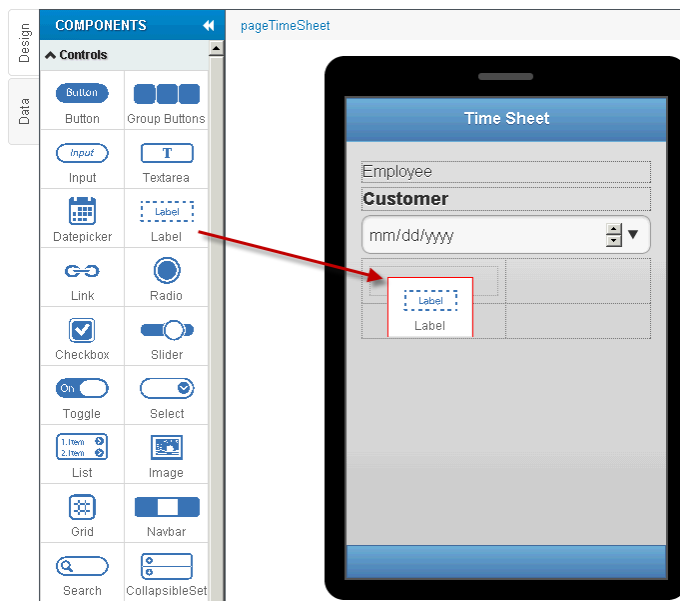 Design
Data
COMPONENTS
Controls
Button
Button
Group Buttons
Input
Input
T
Textarea
Datepicker
Label
Label
Link
Radio
Checkbox
Slider
On
Toggle
Select
1. Item
2. Item
List
Image
Grid
Navbar
Search
CollapsibleSet
pageTimeSheet
Time Sheet
Employee
Customer
mm/dd/yyyy
Label
Label